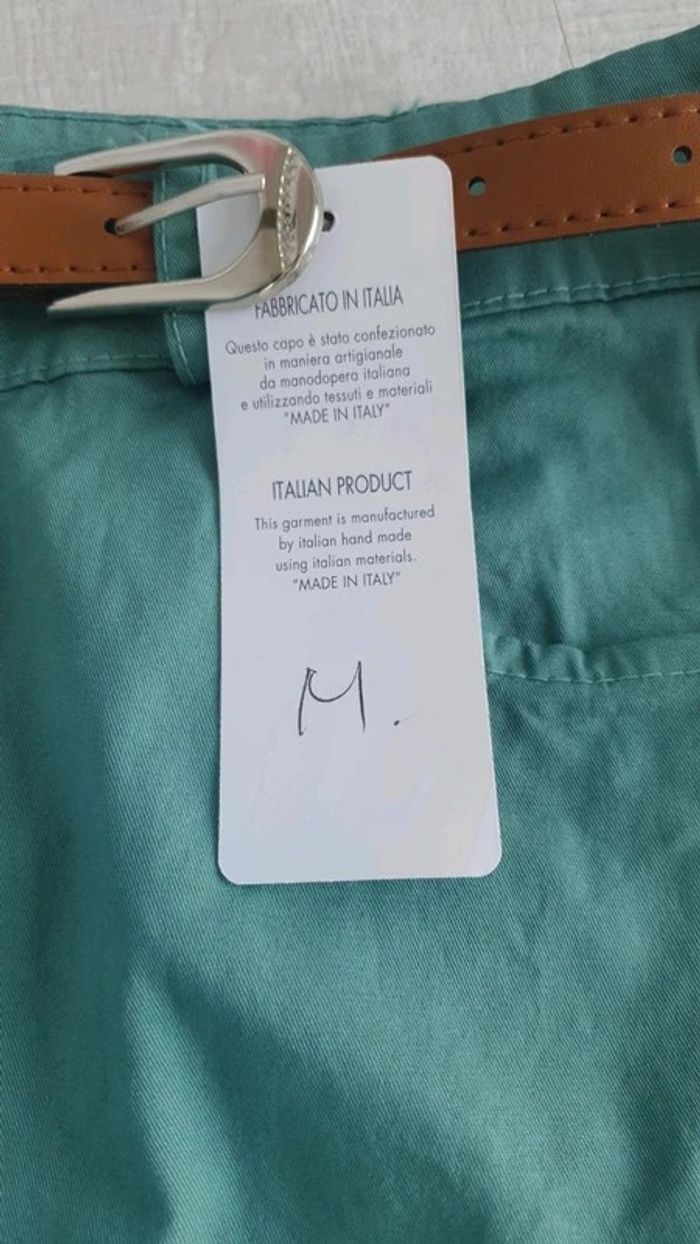 FABBRICATO IN ITALIA
Questo capo è stato confezionato
in maniera artigianale
da manodopera italiana
e utilizzando tessuti e materiali
"MADE IN ITALY"
ITALIAN PRODUCT
This garment is manufactured
by italian hand made
using italian materials.
"MADE IN ITALY"
M.